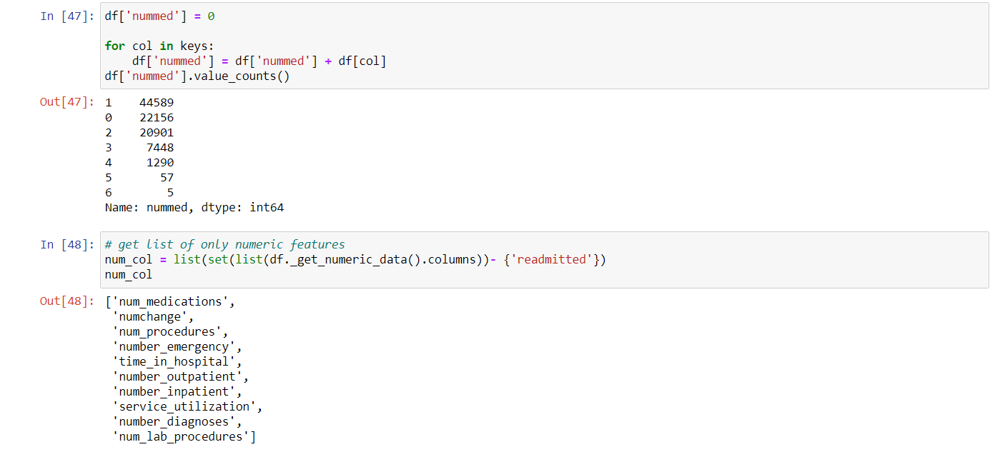 In [47]: df['nummed'] = 0
for col in keys:
    df['nummed'] = df['nummed'] + df[col]
df['nummed'].value_counts()
Out[47]: 1    44589
0    22156
2    20901
3     7448
4     1290
5       57
6        5
Name: nummed, dtype: int64
In [48]: # get list of only numeric features
num_col = list(set(list(df._get_numeric_data().columns))- {'readmitted'})
num_col
Out[48]: ['num_medications',
 'numchange',
 'num_procedures',
 'number_emergency',
 'time_in_hospital',
 'number_outpatient',
 'number_inpatient',
 'service_utilization',
 'number_diagnoses',
 'num_lab_procedures']